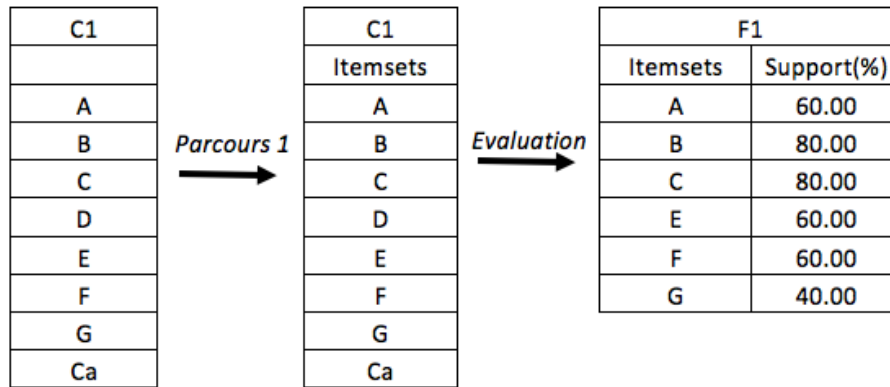 C1 C1 F1
Itemsets Itemsets Support(%)
A A A 60.00
B Parcours 1 B Evaluation B 80.00
C C C 80.00
D D E 60.00
E E F 60.00
F F G 40.00
G G
Ca Ca